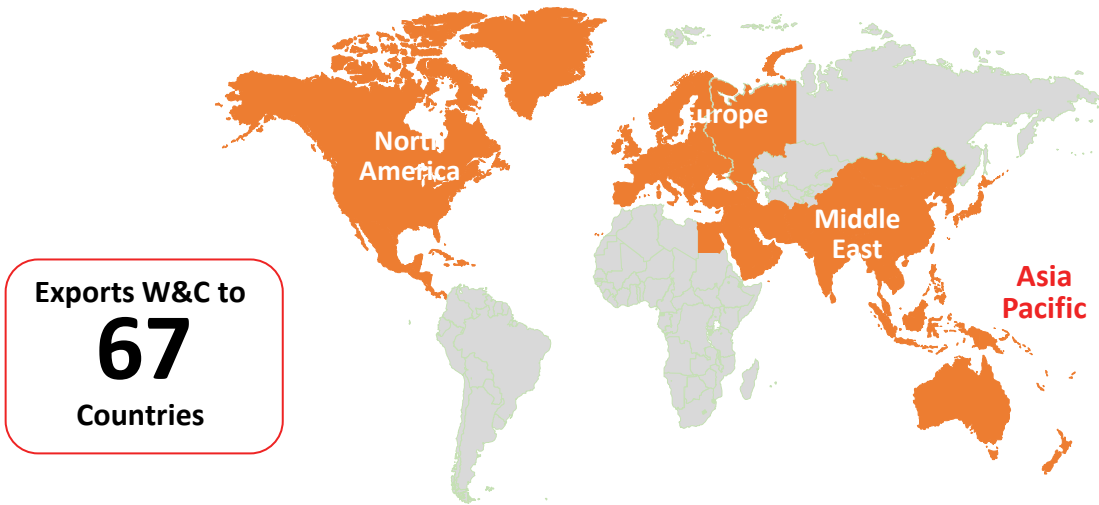 North
America
Europe
Middle
East
Asia
Pacific
Exports W&C to
67
Countries